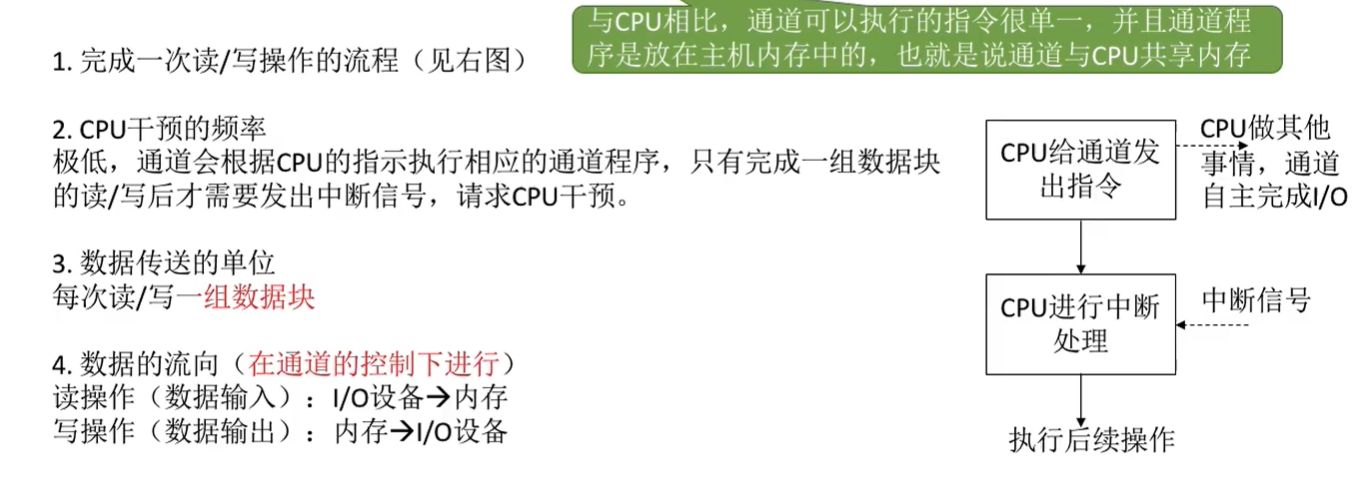 与CPU相比，通道可以执行的指令很单一，并且通道程
序是放在主机内存中的，也就是说通道与CPU共享内存
1. 完成一次读/写操作的流程（见右图）
2. CPU干预的频率
极低，通道会根据CPU的指示执行相应的通道程序，只有完成一组数据块
的读/写后才需要发出中断信号，请求CPU干预。
3. 数据传送的单位
每次读/写一组数据块
4. 数据的流向（在通道的控制下进行）
读操作（数据输入）：I/O设备→内存
写操作（数据输出）：内存→I/O设备
CPU给通道发
出指令
CPU做其他
事情，通道
自主完成I/O
CPU进行中断
处理
中断信号
执行后续操作